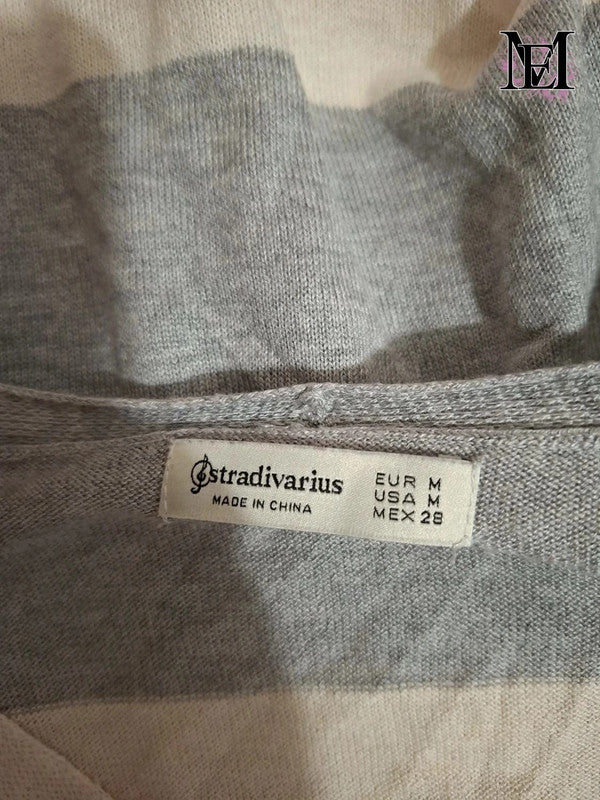 stradivarius
MADE IN CHINA
EUR M
USA M
MEX 28